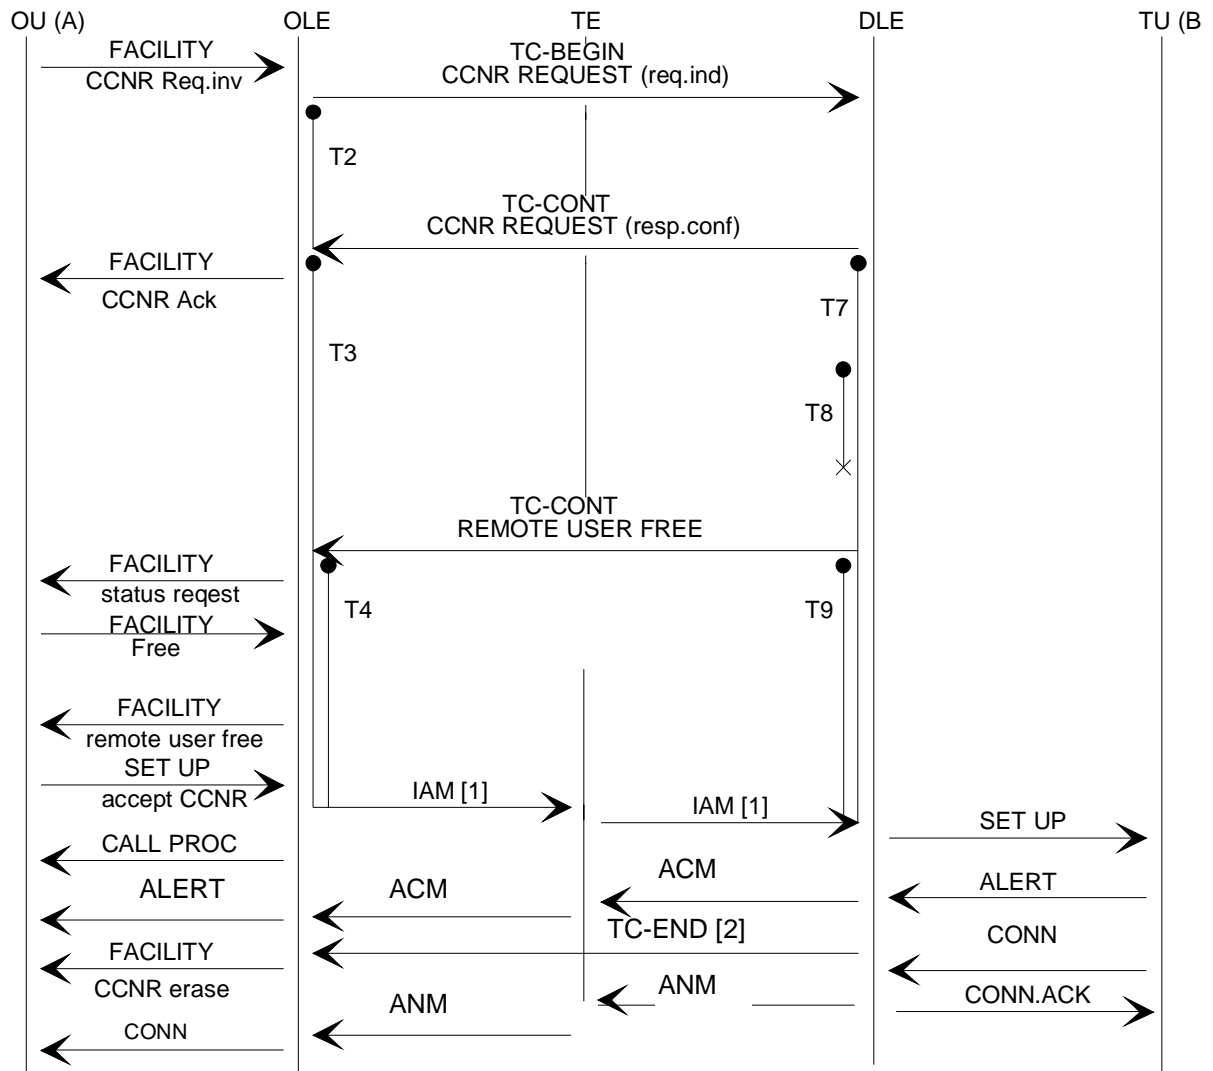 OU (A) OLE TE DLE TU (B
FACILITY
CCNR Req.inv
TC-BEGIN
CCNR REQUEST (req.ind)
T2
TC-CONT
CCNR REQUEST (resp.conf)
FACILITY
CCNR Ack
T7
T3
T8
TC-CONT
REMOTE USER FREE
FACILITY
status reqest
T4
T9
FACILITY
Free
FACILITY
remote user free
SET UP
accept CCNR
IAM [1]
IAM [1]
SET UP
CALL PROC
ACM
ALERT
ALERT
ACM
TC-END [2]
CONN
FACILITY
CCNR erase
ANM
CONN.ACK
ANM
CONN